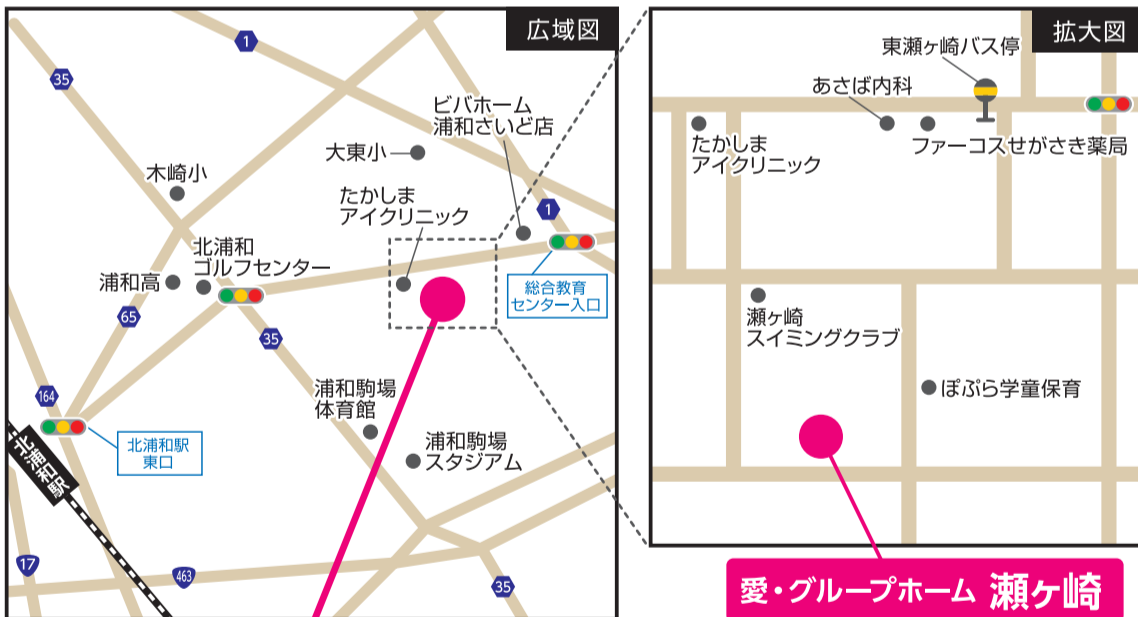 広域図
1
35
ビバホーム
浦和さいど店
大東小
木崎小
たかしま
アイクリニック
1
北浦和
ゴルフセンター
浦和高
総合教育
センター入口
65
35
164
浦和駒場
体育館
北浦和駅
東口
浦和駒場
スタジアム
北浦和駅
17
463
35
拡大図
東瀬ヶ崎バス停
あさば内科
たかしま
アイクリニック
ファーコスせがさき薬局
瀬ヶ崎
スイミングクラブ
ぽぷら学童保育
愛・グループホーム 瀬ヶ崎